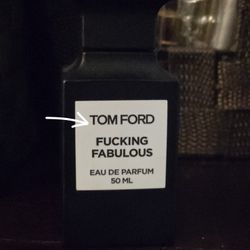 TOM FORD
FUCKING
FABULOUS
EAU DE PARFUM
50 ML